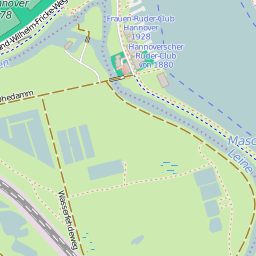 nnover
78
nd-Wilhelm-Fricke-Weg
Frauen-Ruder-Club
Hannover
1928
Hannoverscher
Ruder-Club
von 1880
hedamm
Masc
Leine
Wasserlehdeweg